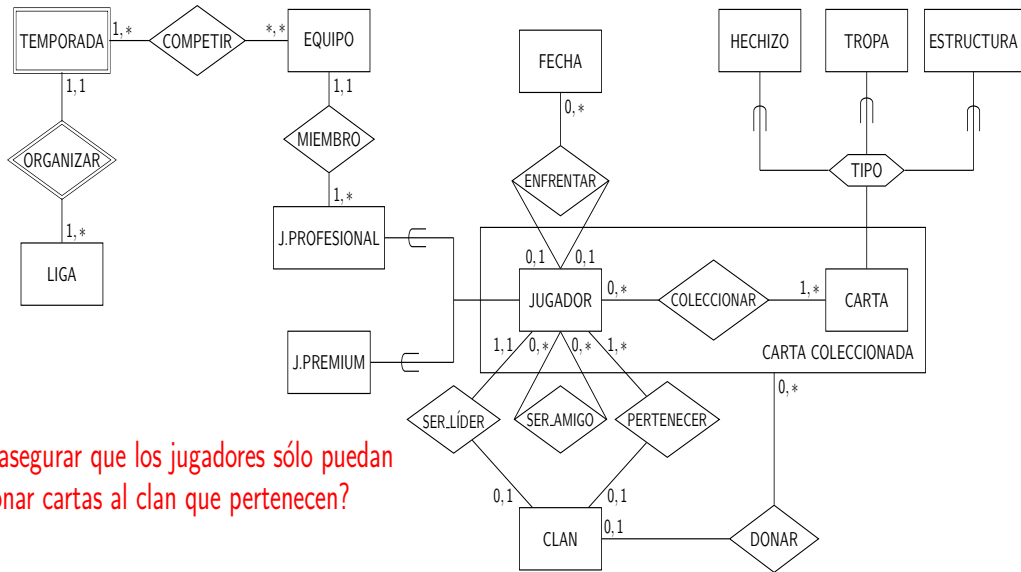 TEMPORADA 1,* COMPETIR *,* EQUIPO
1,1
ORGANIZAR
1,*
LIGA
1,1
MIEMBRO
1,*
J.PROFESIONAL
J.PREMIUM
FECHA
0,*
ENFRENTAR
0,1 0,1
HECHIZO TROPA ESTRUCTURA
TIPO
JUGADOR 0,* COLECCIONAR 1,* CARTA
CARTA COLECCIONADA
1,1 0,* 0,* 1,*
SER_LÍDER SER_AMIGO PERTENECER
0,1 0,1
CLAN 0,1 DONAR
0,*
asegurar que los jugadores sólo puedan
nar cartas al clan que pertenecen?